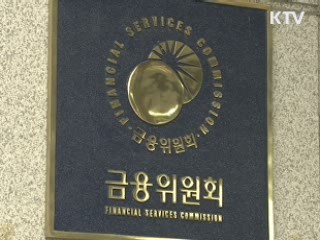 KTV
· FINANCIAL SERVICES COMMISSION ·
금융위원회
금융위원회
FINANCIAL SERVICES COMMISSION